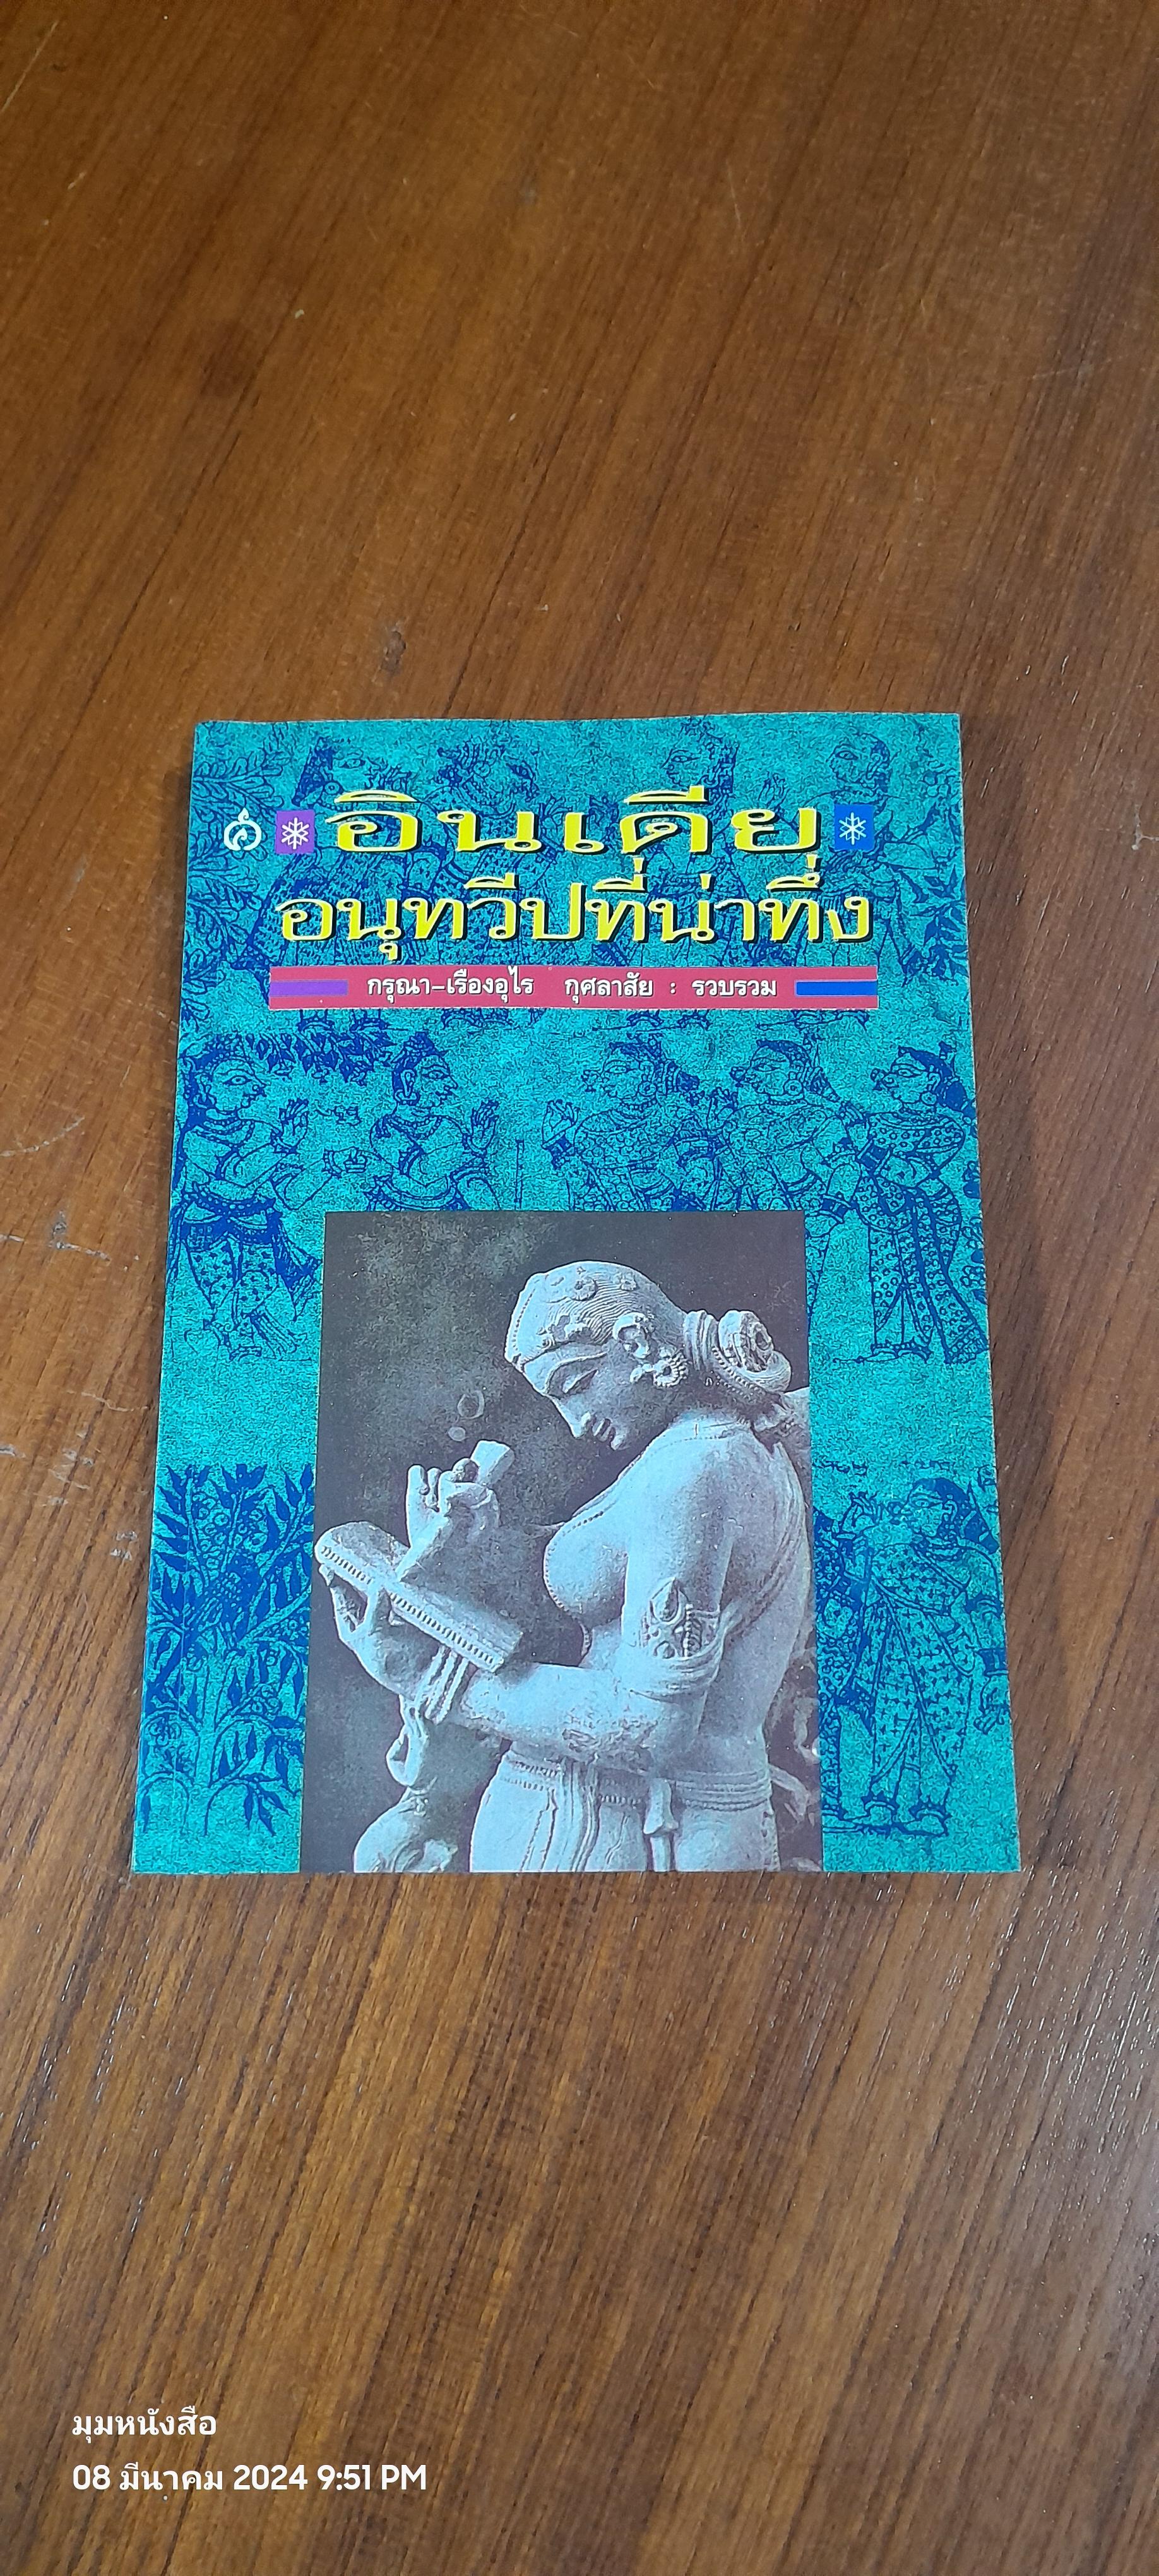 อินเดีย
อนุทวีปที่น่าทึ่ง
กรุณา-เรืองอุไร กุศลาสัย : รวบรวม
มุมหนังสือ
08 มีนาคม 2024 9:51 PM